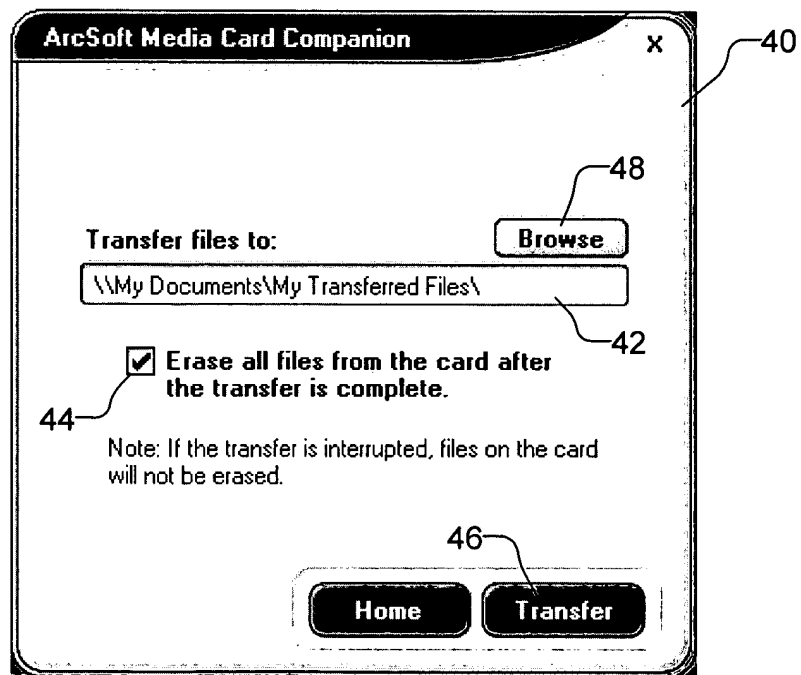 ArcSoft Media Card Companion
x
40
48
Transfer files to:
Browse
\\My Documents\My Transferred Files\
42
Erase all files from the card after
the transfer is complete.
44
Note: If the transfer is interrupted, files on the card
will not be erased.
46
Home
Transfer